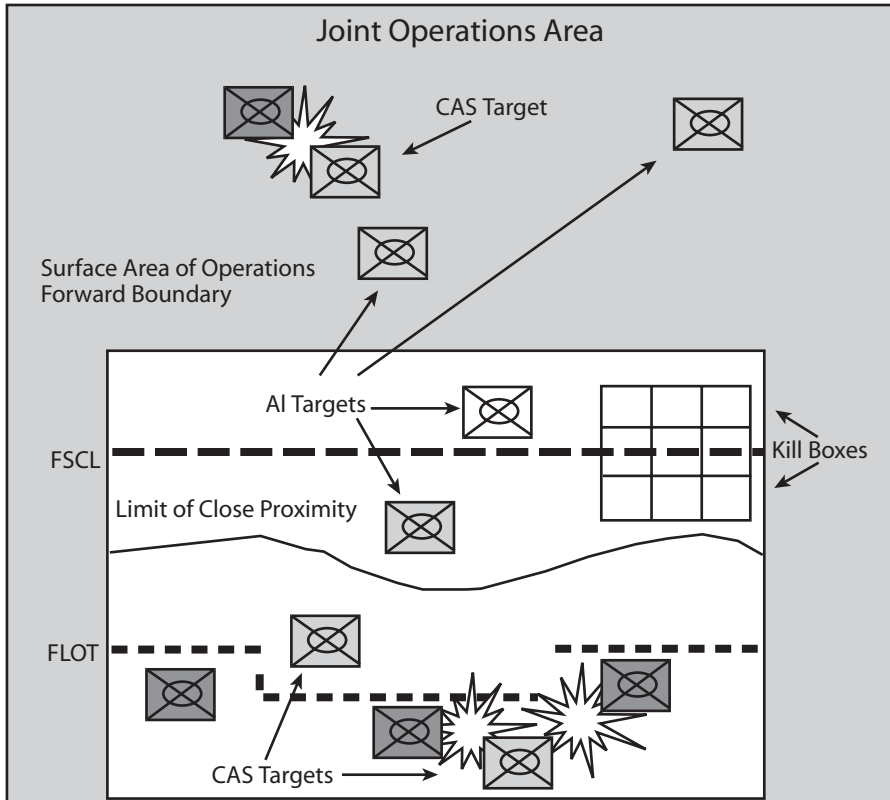 Joint Operations Area
CAS Target
Surface Area of Operations
Forward Boundary
AI Targets
Kill Boxes
FSCL
Limit of Close Proximity
FLOT
CAS Targets